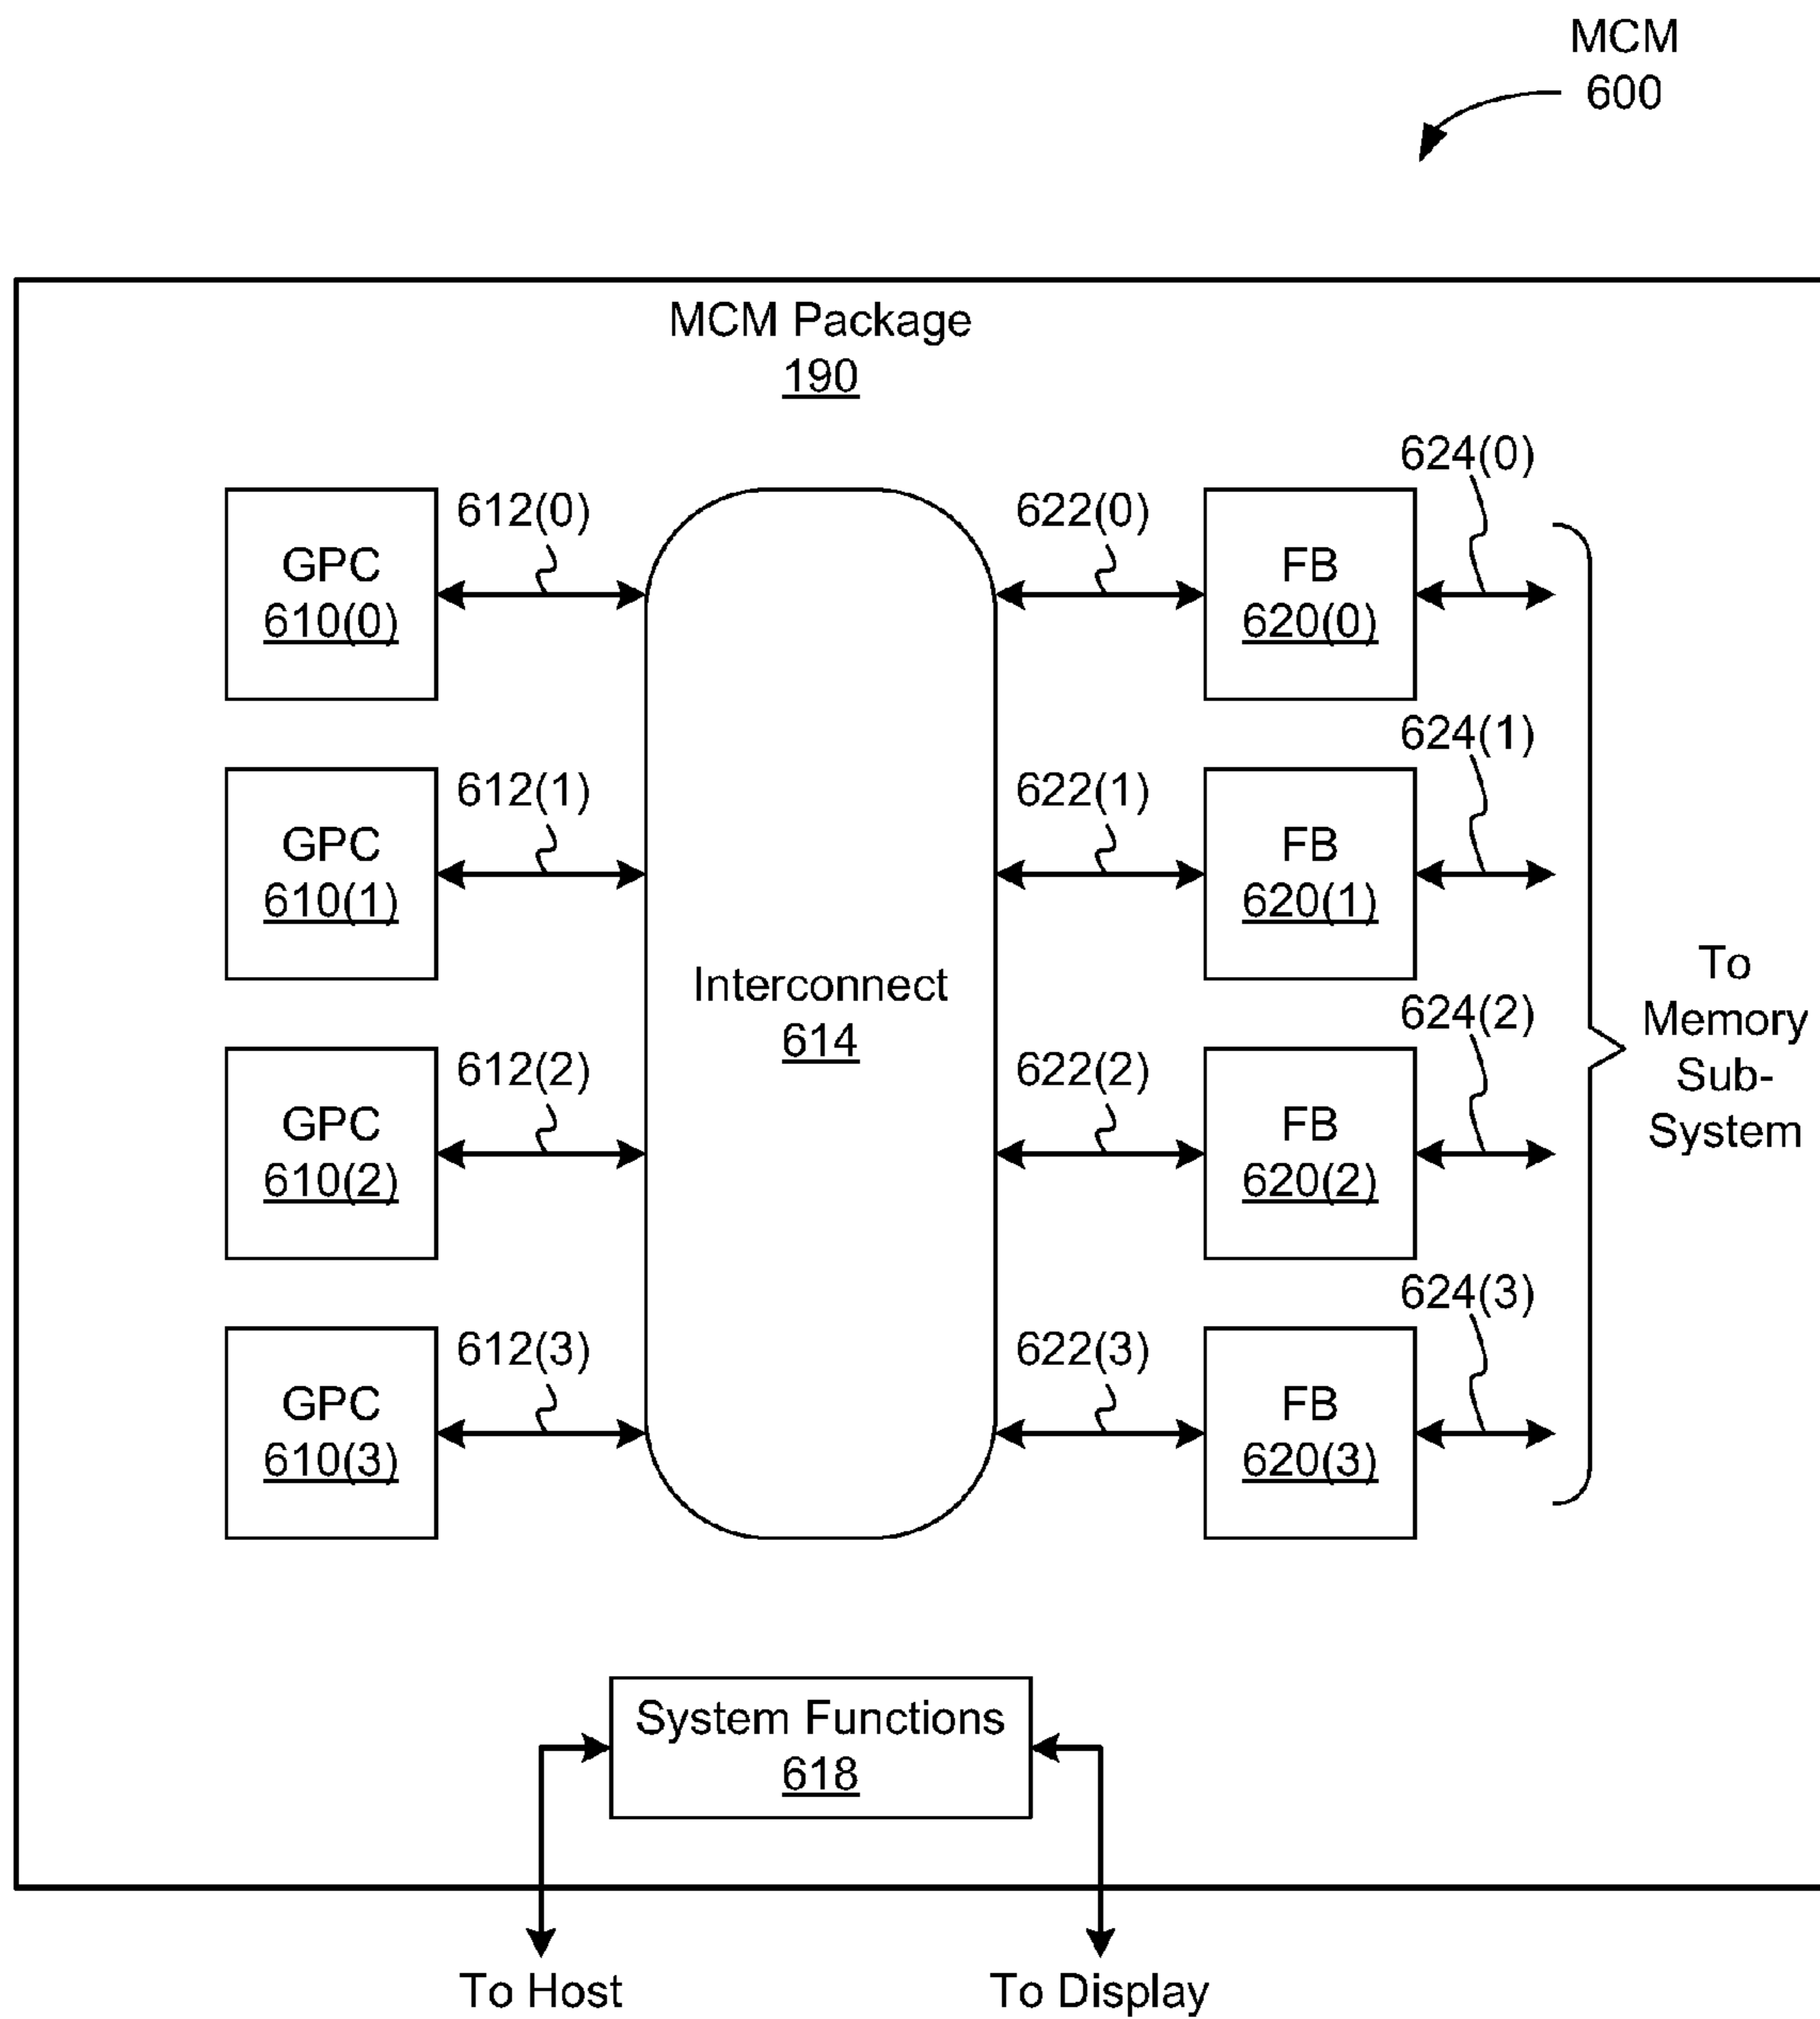 MCM
600
MCM Package
190
624(0)
612(0)
622(0)
GPC
610(0)
FB
620(0)
624(1)
612(1)
622(1)
GPC
610(1)
FB
620(1)
To
Memory
Sub-
System
Interconnect
614
624(2)
612(2)
622(2)
GPC
610(2)
FB
620(2)
624(3)
612(3)
622(3)
GPC
610(3)
FB
620(3)
System Functions
618
To Host
To Display